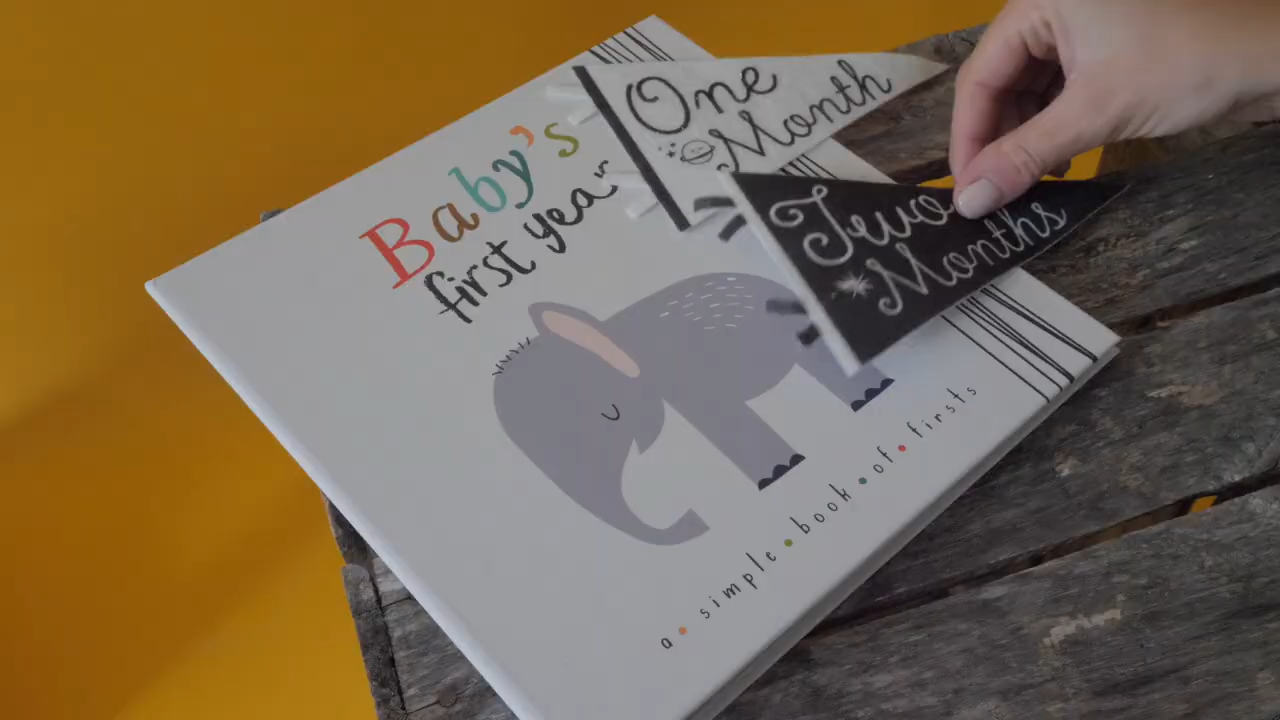 Baby's
first year
One
Month
Two
Months
a • simple • book • of • firsts